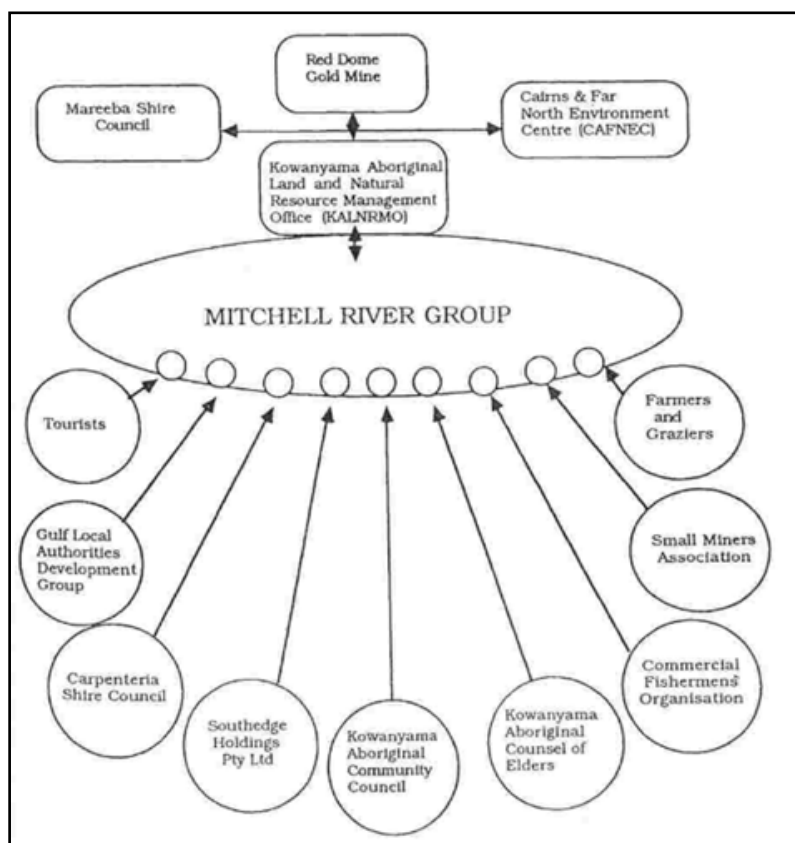 Red Dome
Gold Mine
Mareeba Shire
Council
Cairns & Far
North Environment
Centre (CAFNEC)
Kowanyama Aboriginal
Land and Natural
Resource Management
Office (KALNRMO)
MITCHELL RIVER GROUP
Tourists
Farmers
and
Graziers
Gulf Local
Authorities
Development
Group
Small Miners
Association
Carpenteria
Shire Council
Southedge
Holdings
Pty Ltd
Kowanyama
Aboriginal
Community
Council
Kowanyama
Aboriginal
Counsel of
Elders
Commercial
Fishermens'
Organisation